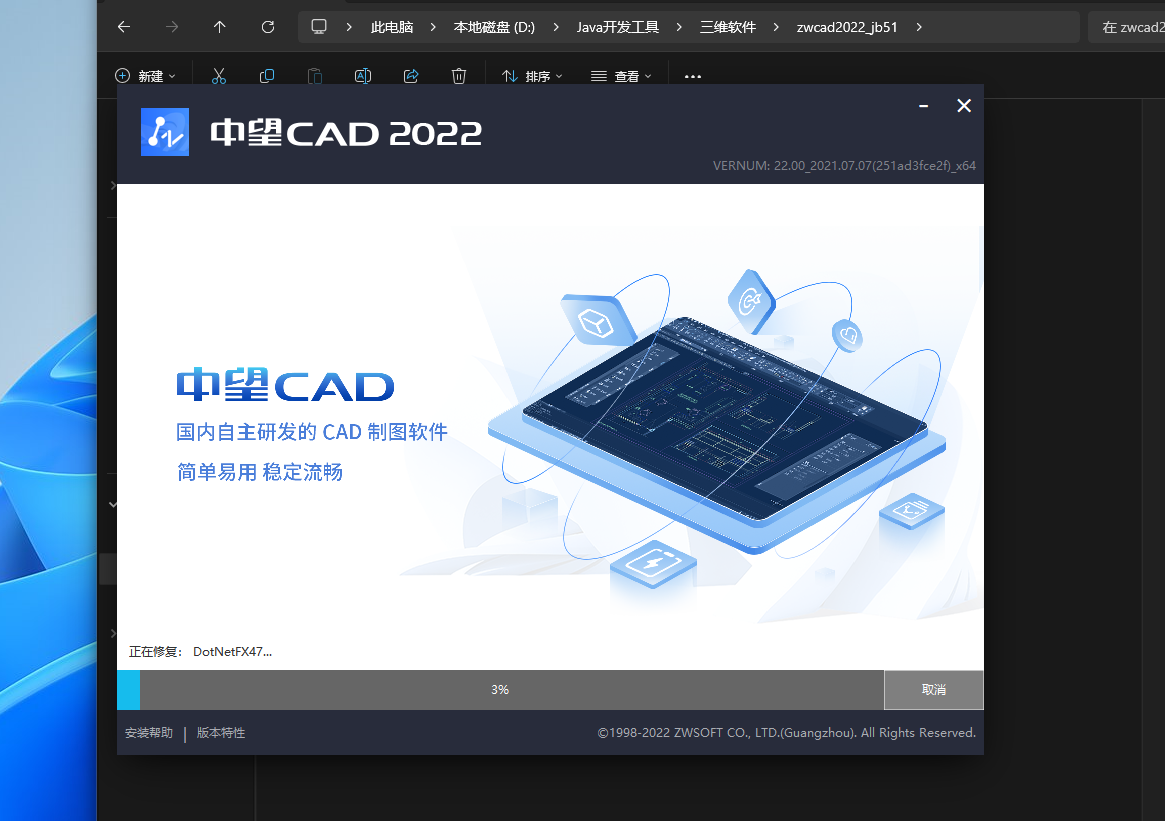 此电脑 本地磁盘 (D:) Java开发工具 三维软件 zwcad2022_jb51 在 zwcad2
新建 排序 查看
中望CAD 2022
VERNUM: 22.00_2021.07.07(251ad3fce2f)_x64
中望CAD
国内自主研发的 CAD 制图软件
简单易用 稳定流畅
正在修复: DotNetFX47...
3% 取消
安装帮助 | 版本特性 ©1998-2022 ZWSOFT CO., LTD.(Guangzhou). All Rights Reserved.